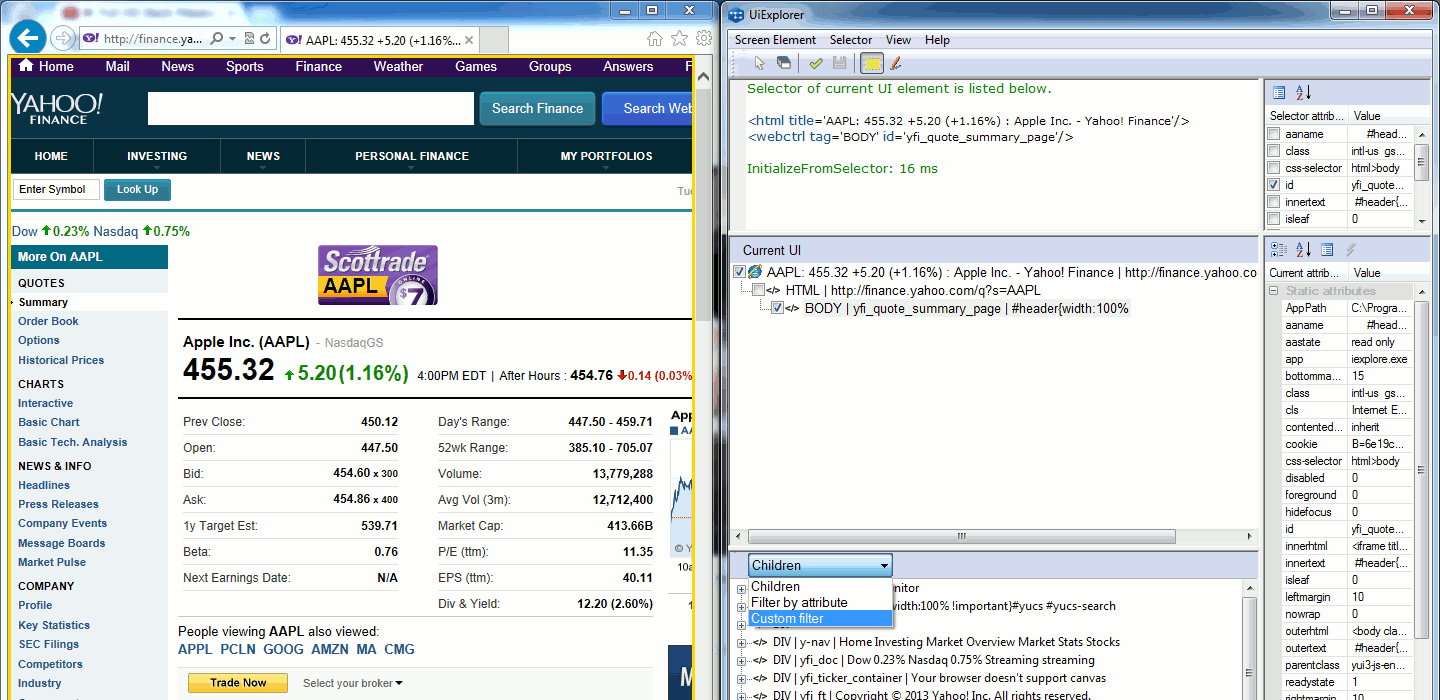 http://finance.ya...
AAPL: 455.32 +5.20 (+1.16%...
Home Mail News Sports Finance Weather Games Groups Answers F
YAHOO!
FINANCE
Search Finance
Search Web
HOME INVESTING NEWS PERSONAL FINANCE MY PORTFOLIOS
Enter Symbol
Look Up
Tue
Dow 0.23% Nasdaq 0.75%
More On AAPL
QUOTES
Summary
Order Book
Options
Historical Prices
CHARTS
Interactive
Basic Chart
Basic Tech. Analysis
NEWS & INFO
Headlines
Press Releases
Company Events
Message Boards
Market Pulse
COMPANY
Profile
Key Statistics
SEC Filings
Competitors
Industry
Scottrade
AAPL
ONLINE
$7
Apple Inc. (AAPL) - NasdaqGS
455.32 5.20(1.16%) 4:00PM EDT | After Hours : 454.76 0.14 (0.03%
Prev Close: 450.12
Open: 447.50
Bid: 454.60 x 300
Ask: 454.86 x 400
1y Target Est: 539.71
Beta: 0.76
Next Earnings Date: N/A
Day's Range: 447.50 - 459.71
52wk Range: 385.10 - 705.07
Volume: 13,779,288
Avg Vol (3m): 12,712,400
Market Cap: 413.66B
P/E (ttm): 11.35
EPS (ttm): 40.11
Div & Yield: 12.20 (2.60%)
App
AA
© Y
10a
1
People viewing AAPL also viewed:
APPL PCLN GOOG AMZN MA CMG
Trade Now
Select your broker
M
UiExplorer
Screen Element Selector View Help
Selector of current UI element is listed below.
<html title='AAPL: 455.32 +5.20 (+1.16%) : Apple Inc. - Yahoo! Finance'/>
<webctrl tag='BODY' id='yfi_quote_summary_page'/>
InitializeFromSelector: 16 ms
Selector attrib... Value
aaname #head...
class intl-us gs...
css-selector html>body
id yfi_quote...
innertext #header{...
isleaf 0
Current UI
AAPL: 455.32 +5.20 (+1.16%) : Apple Inc. - Yahoo! Finance | http://finance.yahoo.co
</> HTML | http://finance.yahoo.com/q?s=AAPL
</> BODY | yfi_quote_summary_page | #header{width:100%
Current attrib... Value
Static attributes
AppPath C:\Progra...
aaname #head...
aastate read only
app iexplore.exe
bottomma... 15
class intl-us gs...
cls Internet E...
contented... inherit
cookie B=6e19c...
css-selector html>body
disabled 0
foreground 0
hidefocus 0
id yfi_quote...
innerhtml <iframe titl...
innertext #header{...
isleaf 0
leftmargin 10
nowrap 0
outerhtml <body cla...
outertext #header{...
parentclass yui3-js-en...
readystate 1
rightmargin 10
Children
Children
Filter by attribute
Custom filter
nitor
width:100% !important}#yucs #yucs-search
</> DIV | y-nav | Home Investing Market Overview Market Stats Stocks
</> DIV | yfi_doc | Dow 0.23% Nasdaq 0.75% Streaming streaming
</> DIV | yfi_ticker_container | Your browser doesn't support canvas
</> DIV | yfi_ft | Copyright © 2013 Yahoo! Inc. All rights reserved.